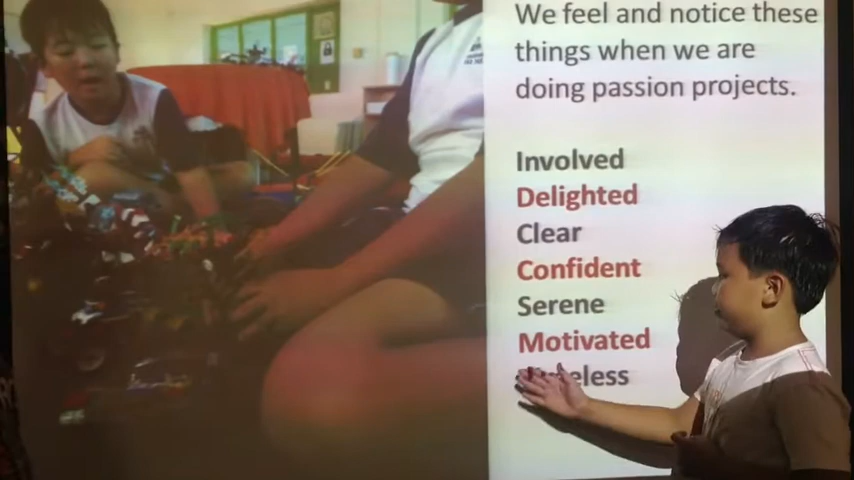 We feel and notice these
things when we are
doing passion projects.
Involved
Delighted
Clear
Confident
Serene
Motivated